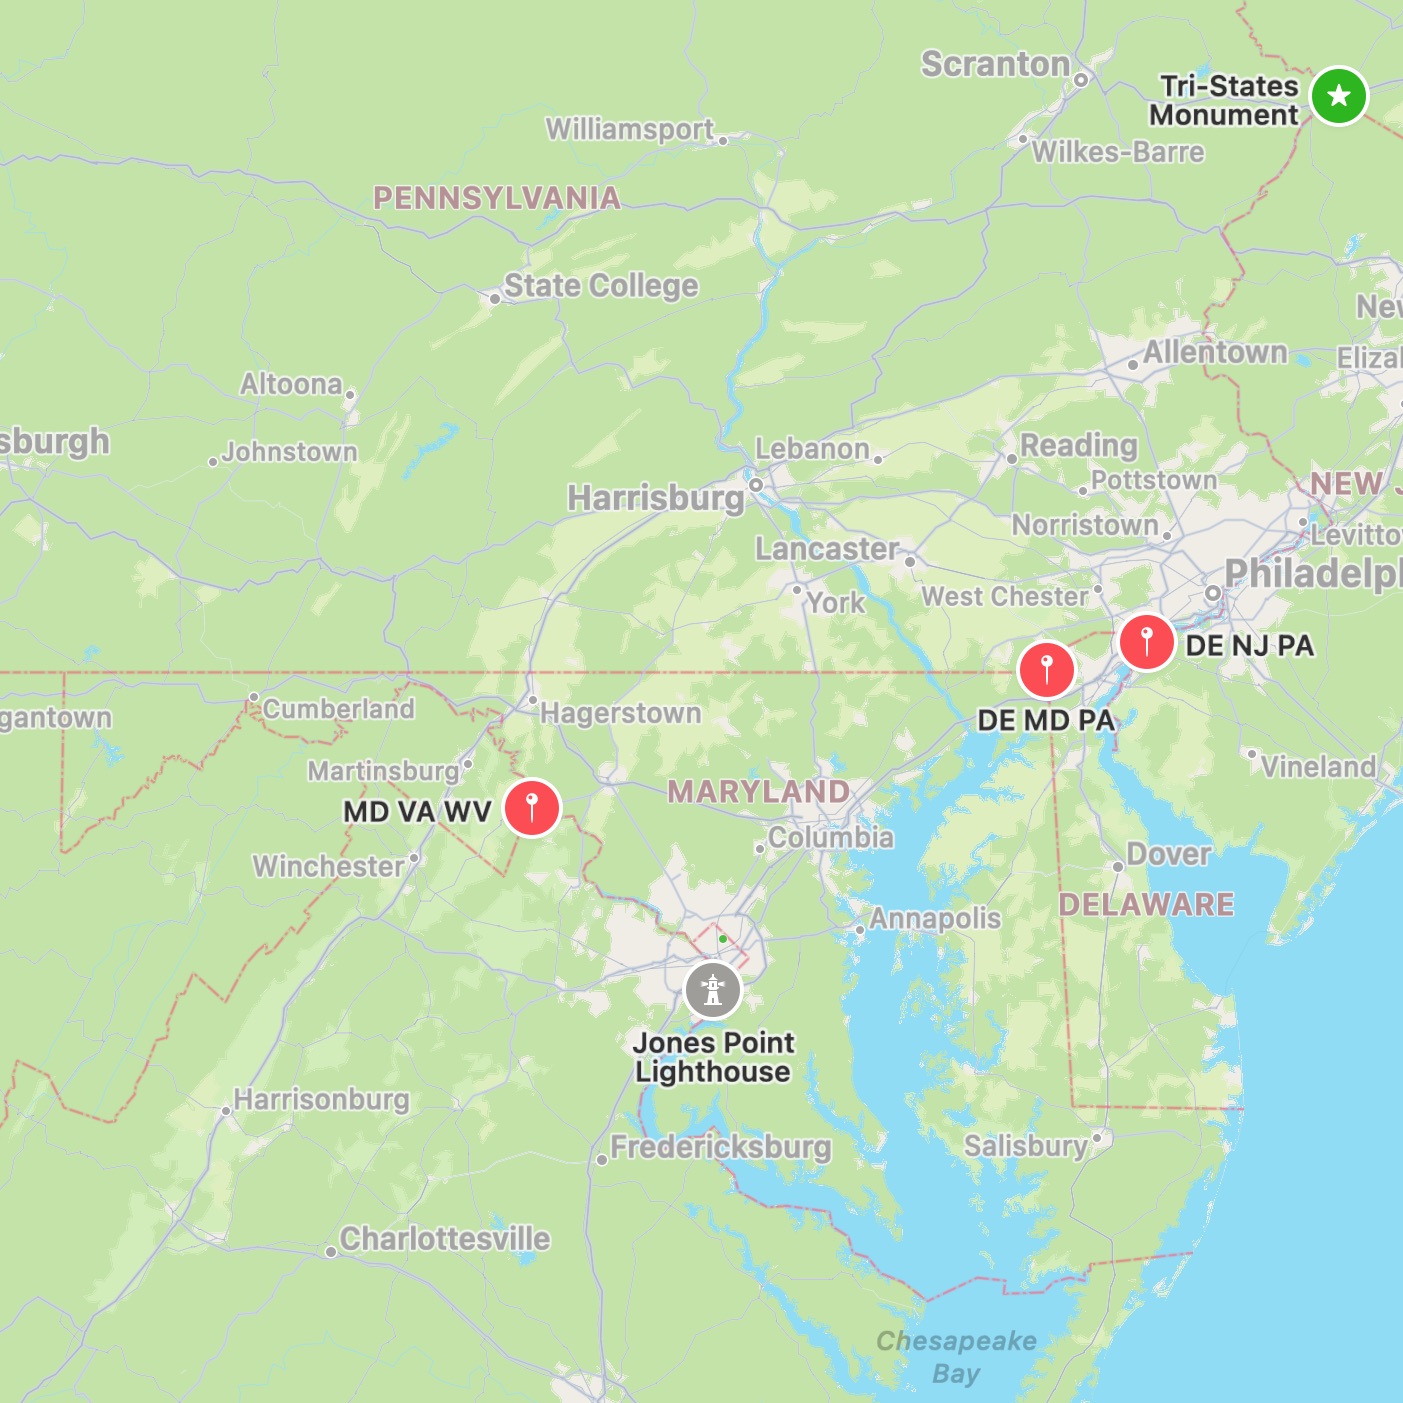 Scranton
Tri-States
Monument
Williamsport
Wilkes-Barre
PENNSYLVANIA
State College
New
Allentown
Elizal
Altoona
sburgh
Johnstown
Lebanon
Reading
Pottstown
NEW J
Harrisburg
Norristown
Levitto
Lancaster
Philadelph
West Chester
York
DE NJ PA
gantown
Cumberland
Hagerstown
DE MD PA
Martinsburg
Vineland
MARYLAND
MD VA WV
Columbia
Winchester
Dover
DELAWARE
Annapolis
Jones Point
Lighthouse
Harrisonburg
Fredericksburg
Salisbury
Charlottesville
Chesapeake
Bay